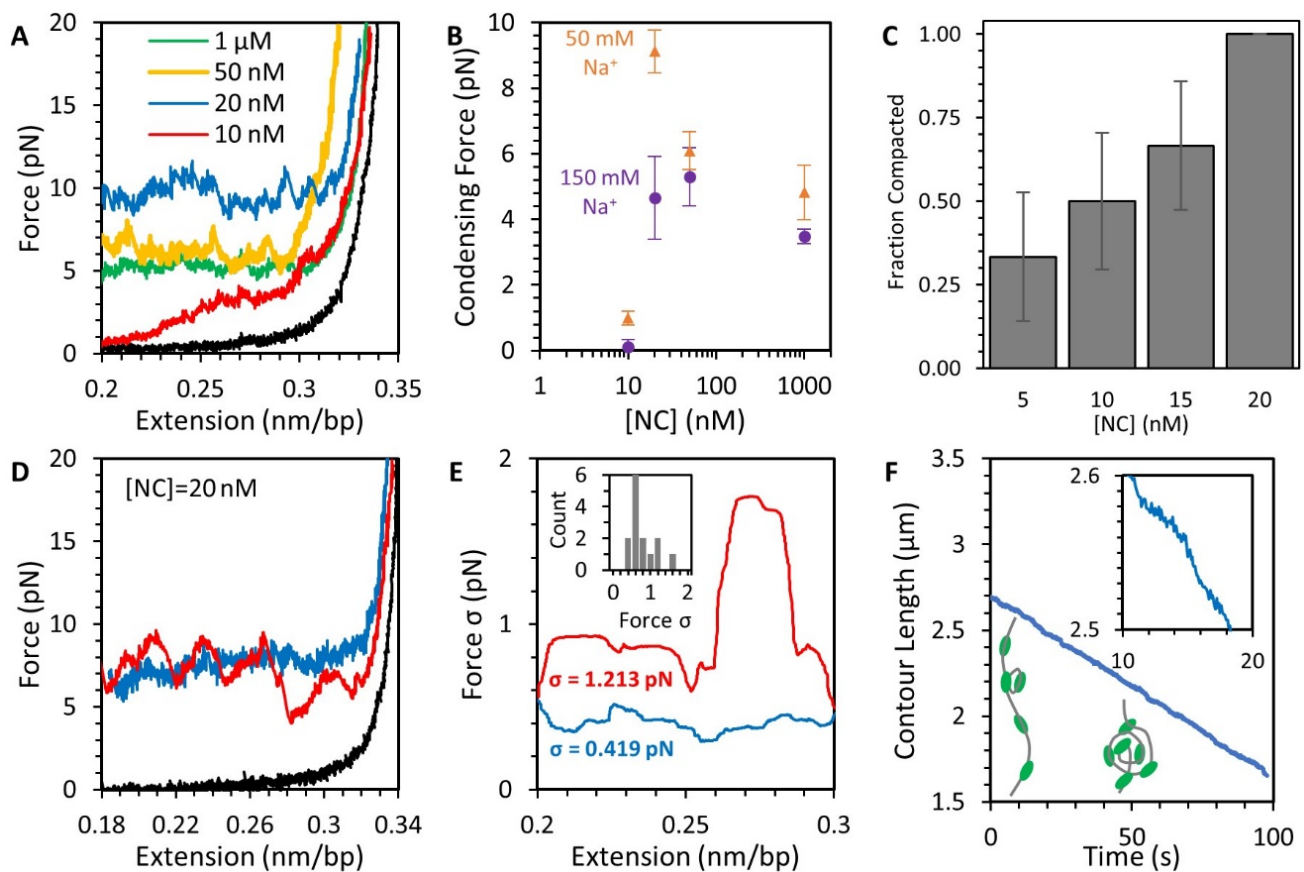 A
20
15
10
5
0
Force (pN)
1 μM
50 nM
20 nM
10 nM
0.2
0.25
0.3
0.35
Extension (nm/bp)
B
10
8
6
4
2
0
Condensing Force (pN)
50 mM
Na⁺
150 mM
Na⁺
1
10
100
1000
[NC] (nM)
C
1.00
0.75
0.50
0.25
0.00
Fraction Compacted
5
10
15
20
[NC] (nM)
D
20
15
10
5
0
Force (pN)
[NC]=20 nM
0.18
0.22
0.26
0.3
0.34
Extension (nm/bp)
E
2
1
0
Force σ (pN)
6
4
2
0
Count
0
1
2
Force σ
σ = 1.213 pN
σ = 0.419 pN
0.2
0.25
0.3
Extension (nm/bp)
F
3.5
3
2.5
2
1.5
Contour Length (μm)
2.6
2.5
10
20
0
50
100
Time (s)